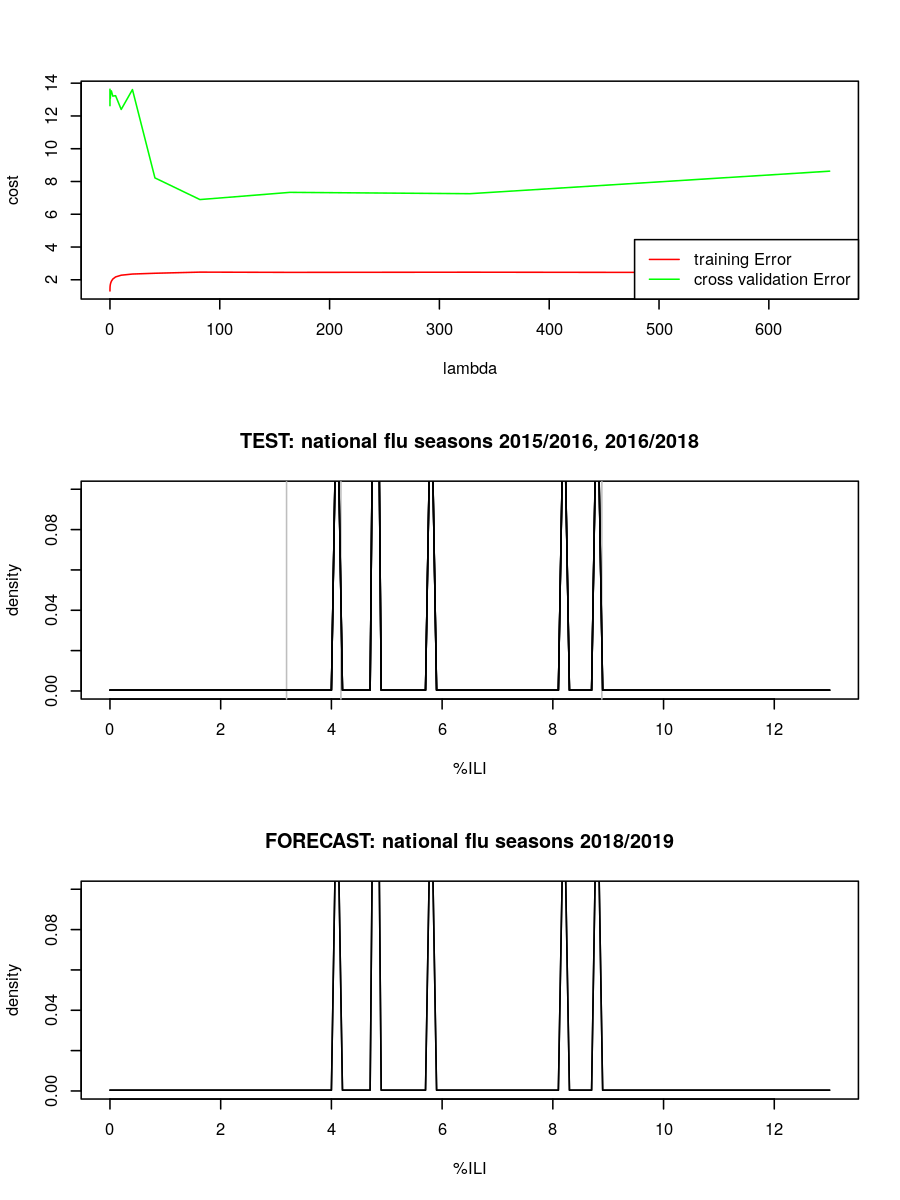 cost
14
12
10
8
6
4
2
training Error
cross validation Error
0 100 200 300 400 500 600
lambda
TEST: national flu seasons 2015/2016, 2016/2018
density
0.08
0.04
0.00
0 2 4 6 8 10 12
%ILI
FORECAST: national flu seasons 2018/2019
density
0.08
0.04
0.00
0 2 4 6 8 10 12
%ILI